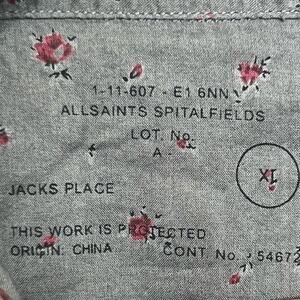 1-11-607 - E1 6NN
ALLSAINTS SPITALFIELDS
LOT. No.
A -
JACKS PLACE
THIS WORK IS PROTECTED
ORIGIN: CHINA CONT No. 54672